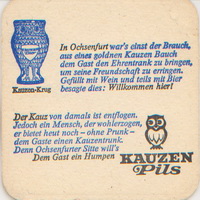 In Ochsenfurt war's einst der Brauch,
aus eines goldnen Kauzen Bauch
dem Gast den Ehrentrank zu bringen,
um seine Freundschaft zu erringen.
Gefüllt mit Wein und teils mit Bier
besagte dies: Willkommen hier!
Kauzen-Krug
Der Kauz von damals ist entflogen.
Jedoch ein Mensch, der wohlerzogen,
er bietet heut noch - ohne Prunk -
dem Gaste einen Kauzentrunk.
Denn Ochsenfurter Sitte will's
Dem Gast ein Humpen
KAUZEN
Pils